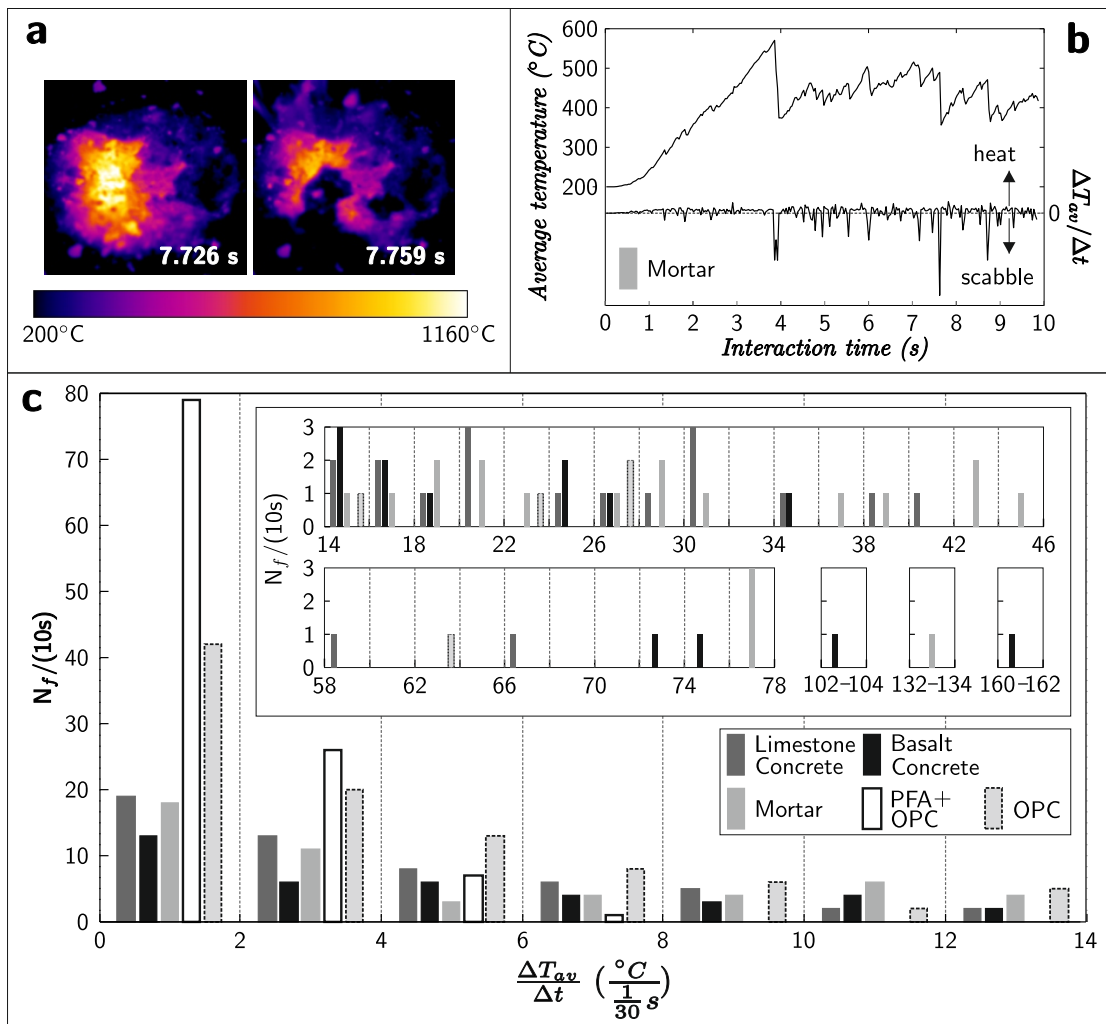 a
7.726 s
7.759 s
200°C
1160°C
b
Average temperature (°C)
600
500
400
300
200
heat
0
scabble
ΔT_av/Δt
Mortar
0 1 2 3 4 5 6 7 8 9 10
Interaction time (s)
c
N_f/(10s)
80
70
60
50
40
30
20
10
0
N_f/(10s)
3
2
1
0
14 18 22 26 30 34 38 42 46
3
2
1
0
58 62 66 70 74 78
102–104
132–134
160–162
Limestone
Concrete
Basalt
Concrete
Mortar
PFA+
OPC
OPC
0 2 4 6 8 10 12 14
ΔT_av/Δt (°C / 1/30 s)